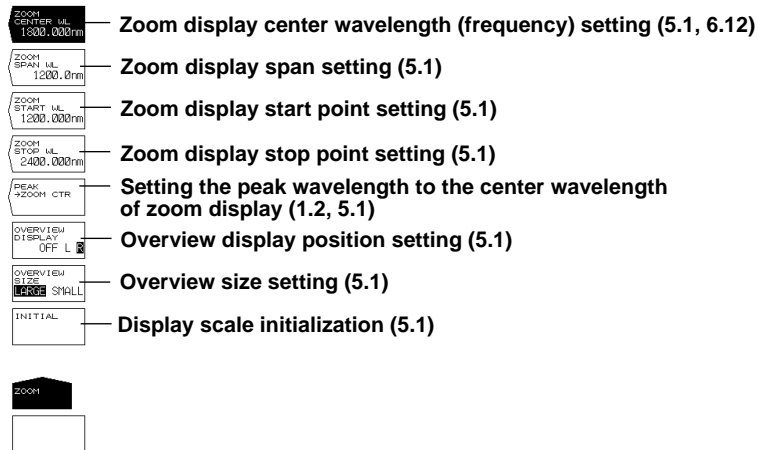 ZOOM
CENTER WL
1800.000nm
Zoom display center wavelength (frequency) setting (5.1, 6.12)
ZOOM
SPAN WL
1200.0nm
Zoom display span setting (5.1)
ZOOM
START WL
1200.000nm
Zoom display start point setting (5.1)
ZOOM
STOP WL
2400.000nm
Zoom display stop point setting (5.1)
PEAK
→ZOOM CTR
Setting the peak wavelength to the center wavelength
of zoom display (1.2, 5.1)
OVERVIEW
DISPLAY
OFF L R
Overview display position setting (5.1)
OVERVIEW
SIZE
LARGE SMALL
Overview size setting (5.1)
INITIAL
Display scale initialization (5.1)
ZOOM